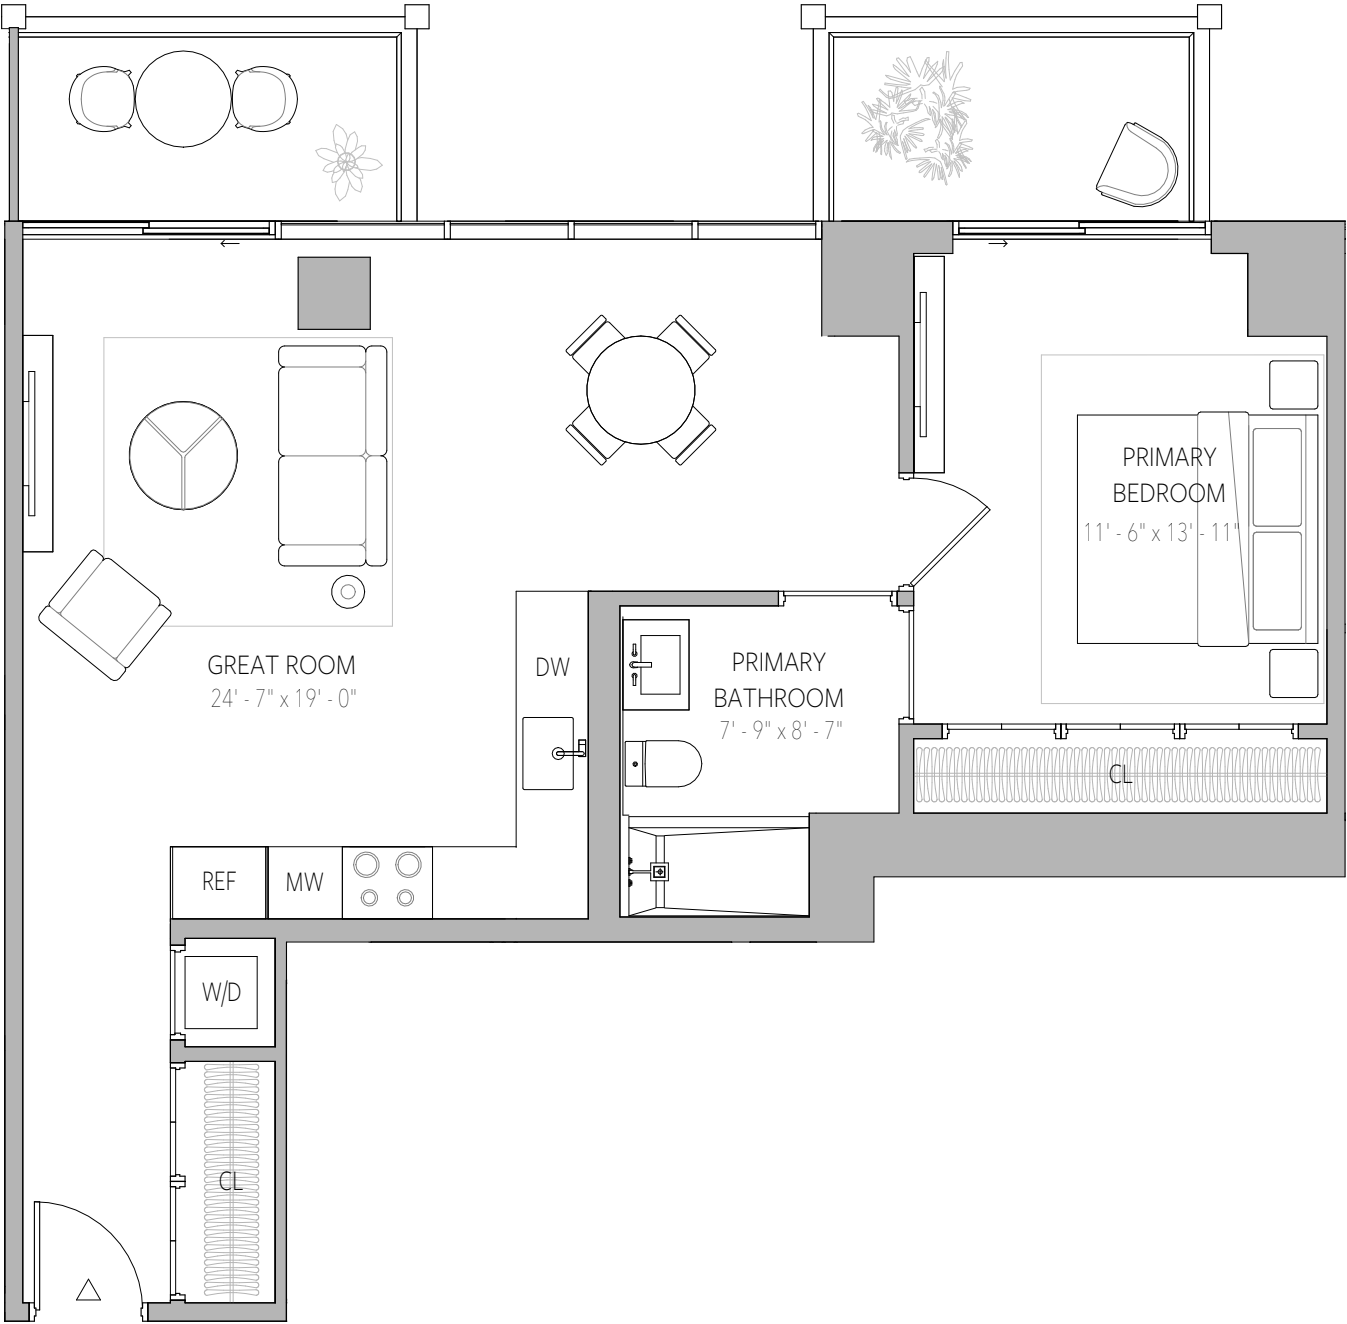 PRIMARY
BEDROOM
11' - 6" x 13' - 11"
GREAT ROOM
24' - 7" x 19' - 0"
DW
PRIMARY
BATHROOM
7' - 9" x 8' - 7"
CL
REF
MW
W/D
CL